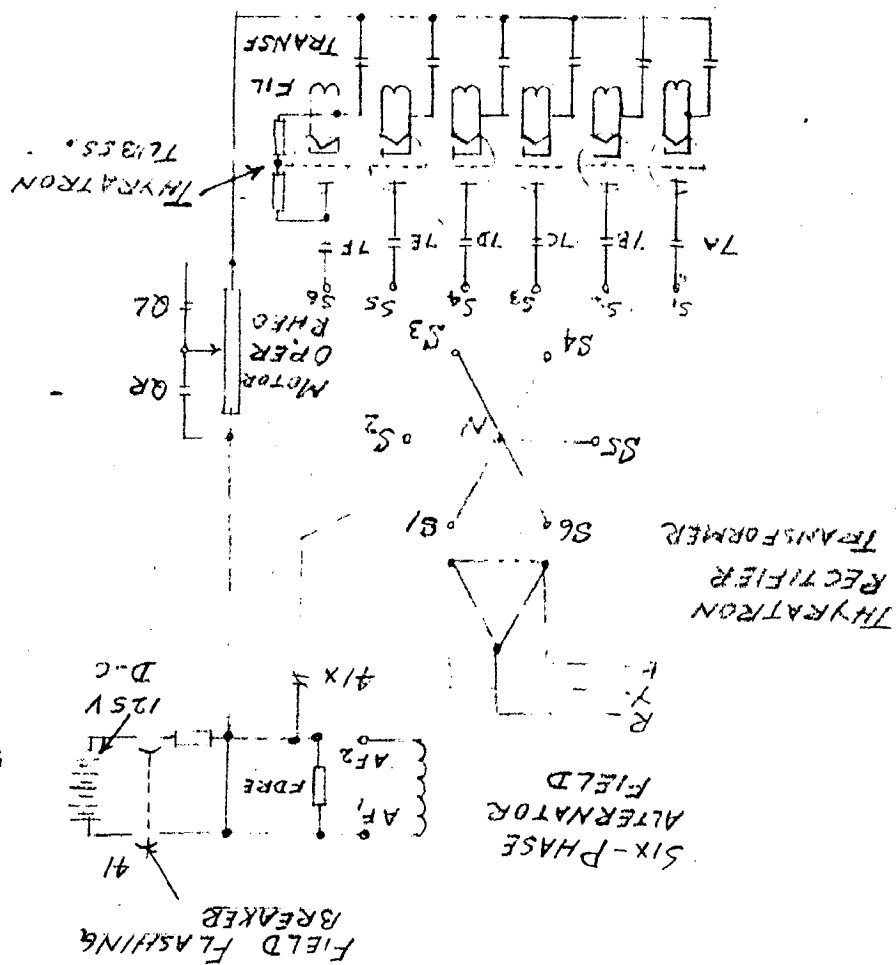 FIELD FLASHING
BREAKER
41
SIX-PHASE
ALTERNATOR
FIELD
AF1
AF2
FDRE
125V
D-C
41X
R
Y
THYRATRON
RECTIFIER
TRANSFORMER
S6
S1
S5
N
S2
S4
S3
MOTOR
OPER
RHEO
QR
QL
S1
S2
S3
S4
S5
S6
7A
7B
7C
7D
7E
7F
THYRATRON
TUBES.
FIL
TRANSF